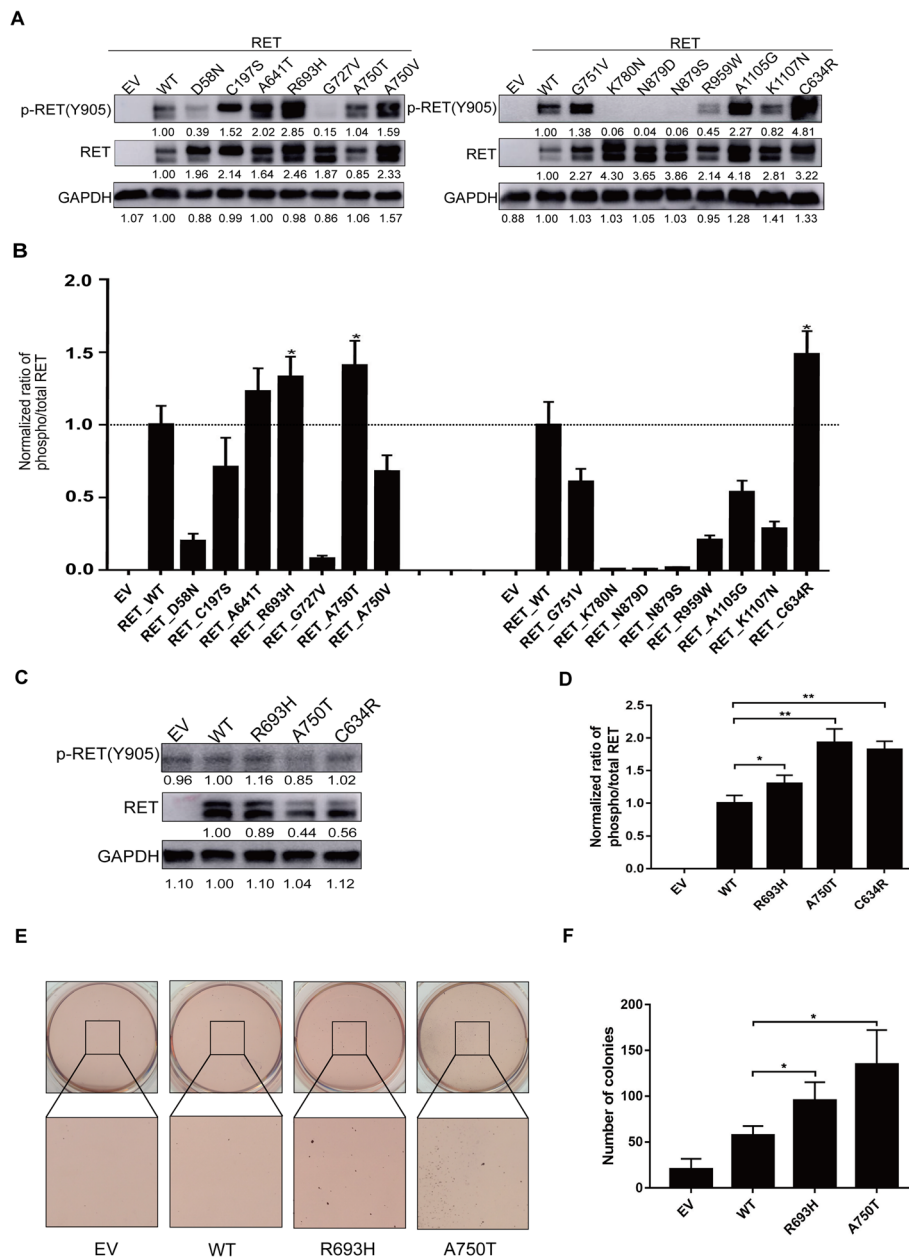 A
RET
EV WT D58N C197S A641T R693H G727V A750T A750V
p-RET(Y905)
1.00 0.39 1.52 2.02 2.85 0.15 1.04 1.59
RET
1.00 1.96 2.14 1.64 2.46 1.87 0.85 2.33
GAPDH
1.07 1.00 0.88 0.99 1.00 0.98 0.86 1.06 1.57
RET
EV WT G751V K780N N879D N879S R959W A1105G K1107N C634R
p-RET(Y905)
1.00 1.38 0.06 0.04 0.06 0.45 2.27 0.82 4.81
RET
1.00 2.27 4.30 3.65 3.86 2.14 4.18 2.81 3.22
GAPDH
0.88 1.00 1.03 1.03 1.05 1.03 0.95 1.28 1.41 1.33
B
Normalized ratio of
phospho/total RET
2.0
1.5
1.0
0.5
0.0
* * *
EV RET_WT RET_D58N RET_C197S RET_A641T RET_R693H RET_G727V RET_A750T RET_A750V EV RET_WT RET_G751V RET_K780N RET_N879D RET_N879S RET_R959W RET_A1105G RET_K1107N RET_C634R
C
EV WT R693H A750T C634R
p-RET(Y905)
0.96 1.00 1.16 0.85 1.02
RET
1.00 0.89 0.44 0.56
GAPDH
1.10 1.00 1.10 1.04 1.12
D
Normalized ratio of
phospho/total RET
2.5
2.0
1.5
1.0
0.5
0.0
**
**
*
EV WT R693H A750T C634R
E
EV WT R693H A750T
F
Number of colonies
200
150
100
50
0
*
*
EV WT R693H A750T